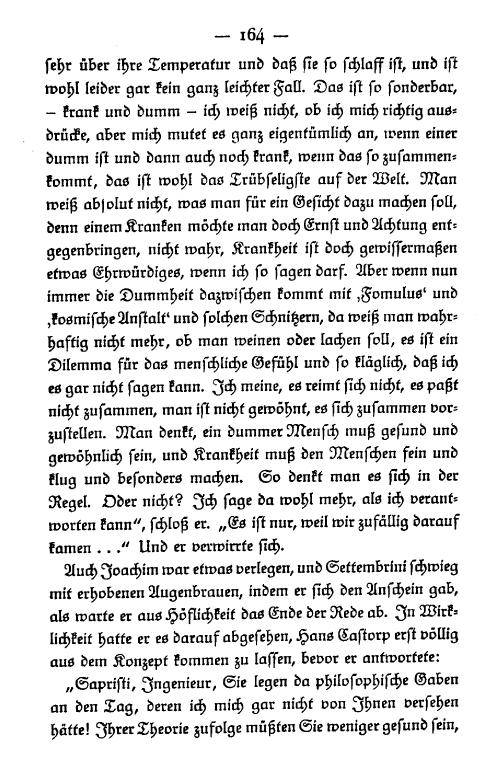 — 164 —
sehr über ihre Temperatur und daß sie so schlaff ist, und ist
wohl leider gar kein ganz leichter Fall. Das ist so sonderbar,
– krank und dumm – ich weiß nicht, ob ich mich richtig aus-
drücke, aber mich mutet es ganz eigentümlich an, wenn einer
dumm ist und dann auch noch krank, wenn das so zusammen-
kommt, das ist wohl das Trübseligste auf der Welt. Man
weiß absolut nicht, was man für ein Gesicht dazu machen soll,
denn einem Kranken möchte man doch Ernst und Achtung ent-
gegenbringen, nicht wahr, Krankheit ist doch gewissermaßen
etwas Ehrwürdiges, wenn ich so sagen darf. Aber wenn nun
immer die Dummheit dazwischen kommt mit ‚Fomulus‘ und
‚kosmische Anstalt‘ und solchen Schnitzern, da weiß man wahr-
haftig nicht mehr, ob man weinen oder lachen soll, es ist ein
Dilemma für das menschliche Gefühl und so kläglich, daß ich
es gar nicht sagen kann. Ich meine, es reimt sich nicht, es paßt
nicht zusammen, man ist nicht gewöhnt, es sich zusammen vor-
zustellen. Man denkt, ein dummer Mensch muß gesund und
gewöhnlich sein, und Krankheit muß den Menschen fein und
klug und besonders machen. So denkt man es sich in der
Regel. Oder nicht? Ich sage da wohl mehr, als ich verant-
worten kann“, schloß er. „Es ist nur, weil wir zufällig darauf
kamen . . .“ Und er verwirrte sich.
Auch Joachim war etwas verlegen, und Settembrini schwieg
mit erhobenen Augenbrauen, indem er sich den Anschein gab,
als warte er aus Höflichkeit das Ende der Rede ab. In Wirk-
lichkeit hatte er es darauf abgesehen, Hans Castorp erst völlig
aus dem Konzept kommen zu lassen, bevor er antwortete:
„Sapristi, Ingenieur, Sie legen da philosophische Gaben
an den Tag, deren ich mich gar nicht von Ihnen versehen
hätte! Ihrer Theorie zufolge müßten Sie weniger gesund sein,